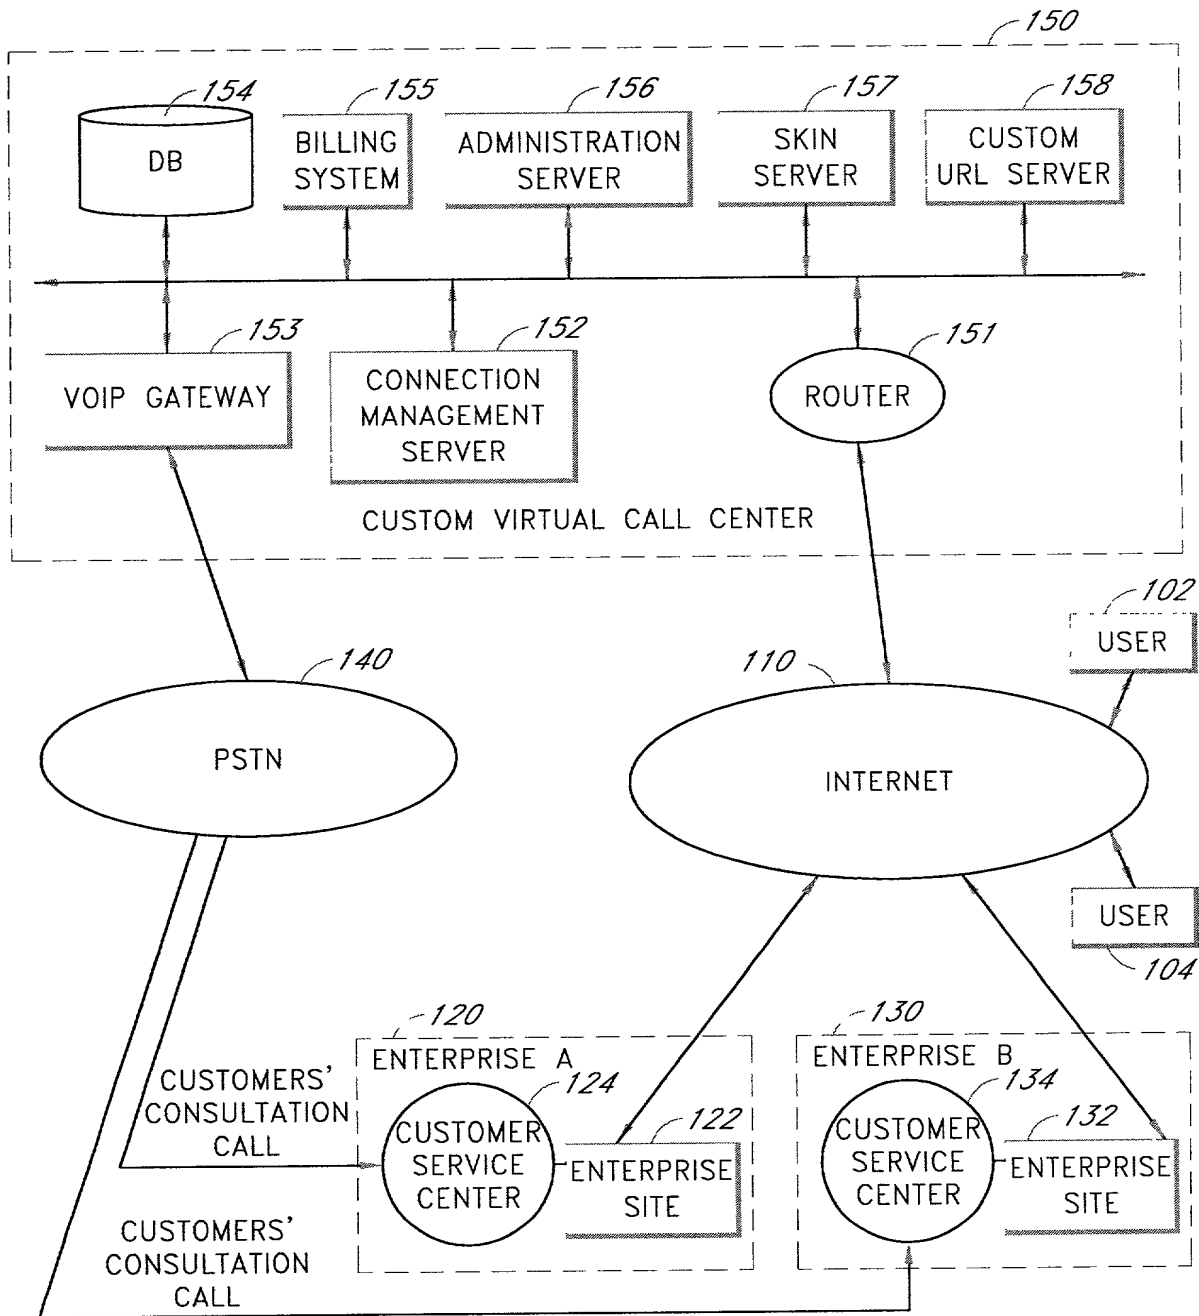 150
154
DB
155
BILLING
SYSTEM
156
ADMINISTRATION
SERVER
157
SKIN
SERVER
158
CUSTOM
URL SERVER
153
VOIP GATEWAY
152
CONNECTION
MANAGEMENT
SERVER
151
ROUTER
CUSTOM VIRTUAL CALL CENTER
102
USER
140
PSTN
110
INTERNET
USER
104
120
ENTERPRISE A
124
CUSTOMER
SERVICE
CENTER
122
ENTERPRISE
SITE
130
ENTERPRISE B
134
CUSTOMER
SERVICE
CENTER
132
ENTERPRISE
SITE
CUSTOMERS'
CONSULTATION
CALL
CUSTOMERS'
CONSULTATION
CALL